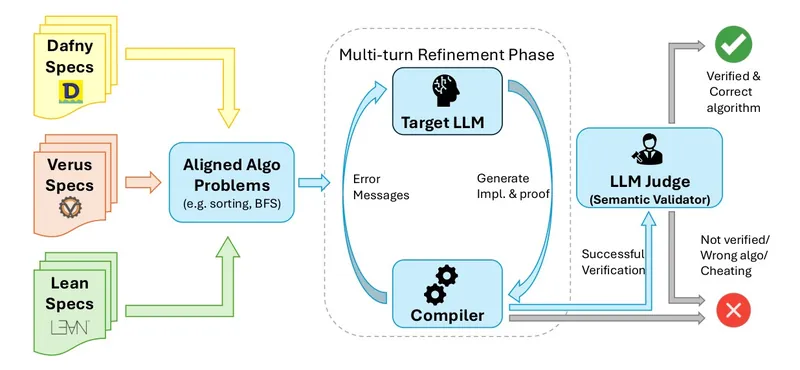 Dafny
Specs
D
Verus
Specs
V
Lean
Specs
LEAN
Aligned Algo
Problems
(e.g. sorting, BFS)
Multi-turn Refinement Phase
Target LLM
Error
Messages
Generate
Impl. & proof
Compiler
Successful
Verification
LLM Judge
(Semantic Validator)
Verified &
Correct
algorithm
Not verified/
Wrong algo/
Cheating